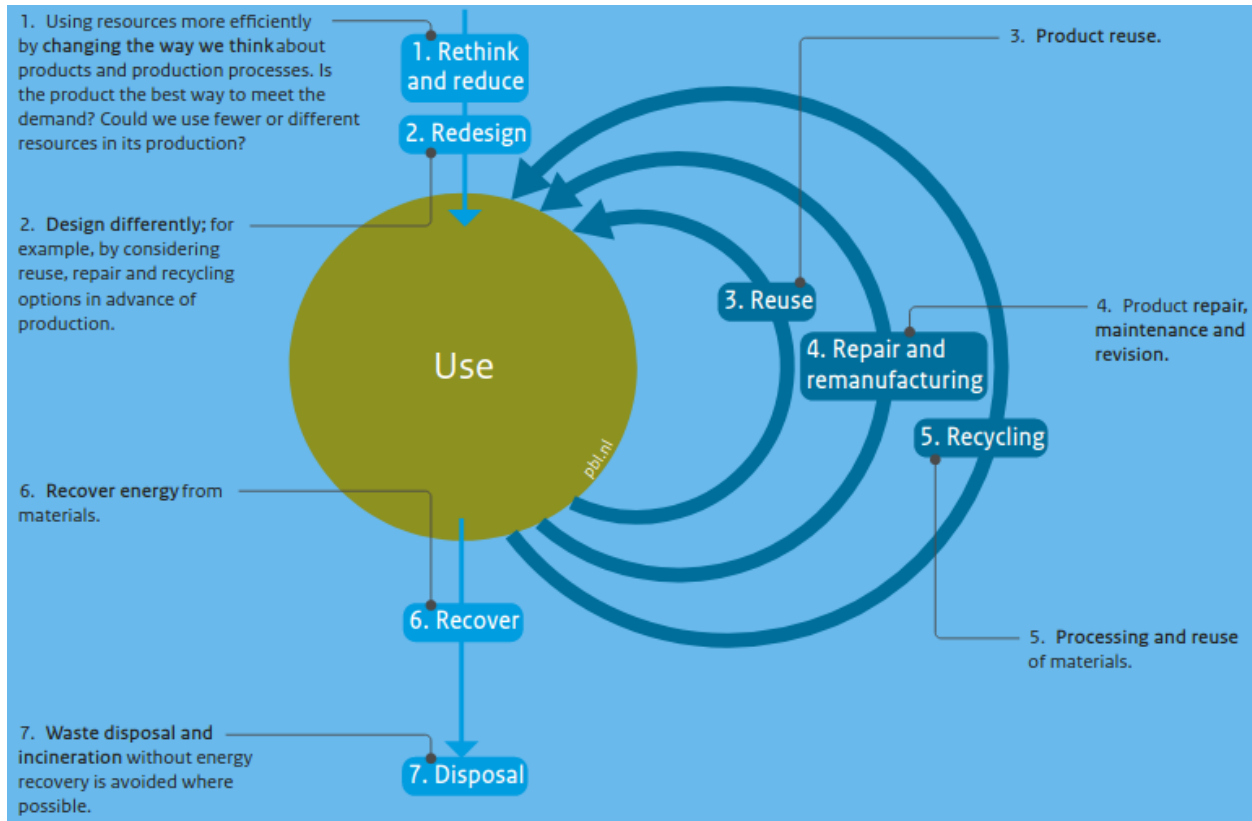 1. Using resources more efficiently
by changing the way we think about
products and production processes. Is
the product the best way to meet the
demand? Could we use fewer or different
resources in its production?
1. Rethink
and reduce
2. Redesign
3. Product reuse.
2. Design differently; for
example, by considering
reuse, repair and recycling
options in advance of
production.
3. Reuse
4. Product repair,
maintenance and
revision.
4. Repair and
remanufacturing
Use
5. Recycling
pbl.nl
6. Recover energy from
materials.
6. Recover
5. Processing and reuse
of materials.
7. Waste disposal and
incineration without energy
recovery is avoided where
possible.
7. Disposal